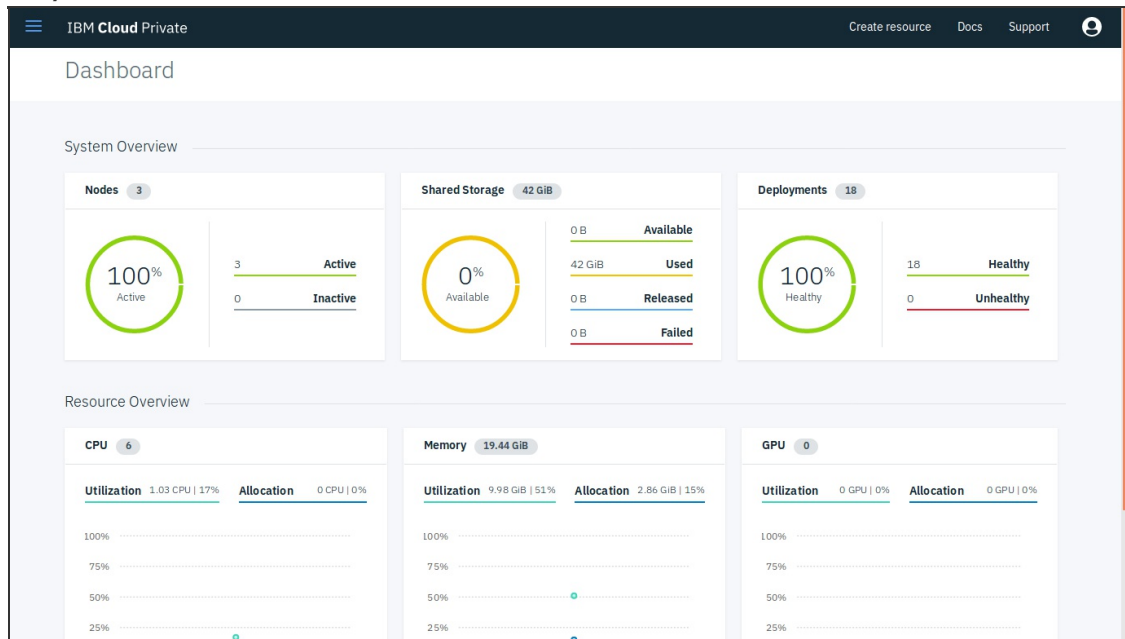 IBM Cloud Private Create resource Docs Support
Dashboard
System Overview
Nodes 3
100%
Active
3 Active
0 Inactive
Shared Storage 42 GiB
0%
Available
0 B Available
42 GiB Used
0 B Released
0 B Failed
Deployments 18
100%
Healthy
18 Healthy
0 Unhealthy
Resource Overview
CPU 6
Utilization 1.03 CPU | 17% Allocation 0 CPU | 0%
100%
75%
50%
25%
Memory 19.44 GiB
Utilization 9.98 GiB | 51% Allocation 2.86 GiB | 15%
100%
75%
50%
25%
GPU 0
Utilization 0 GPU | 0% Allocation 0 GPU | 0%
100%
75%
50%
25%